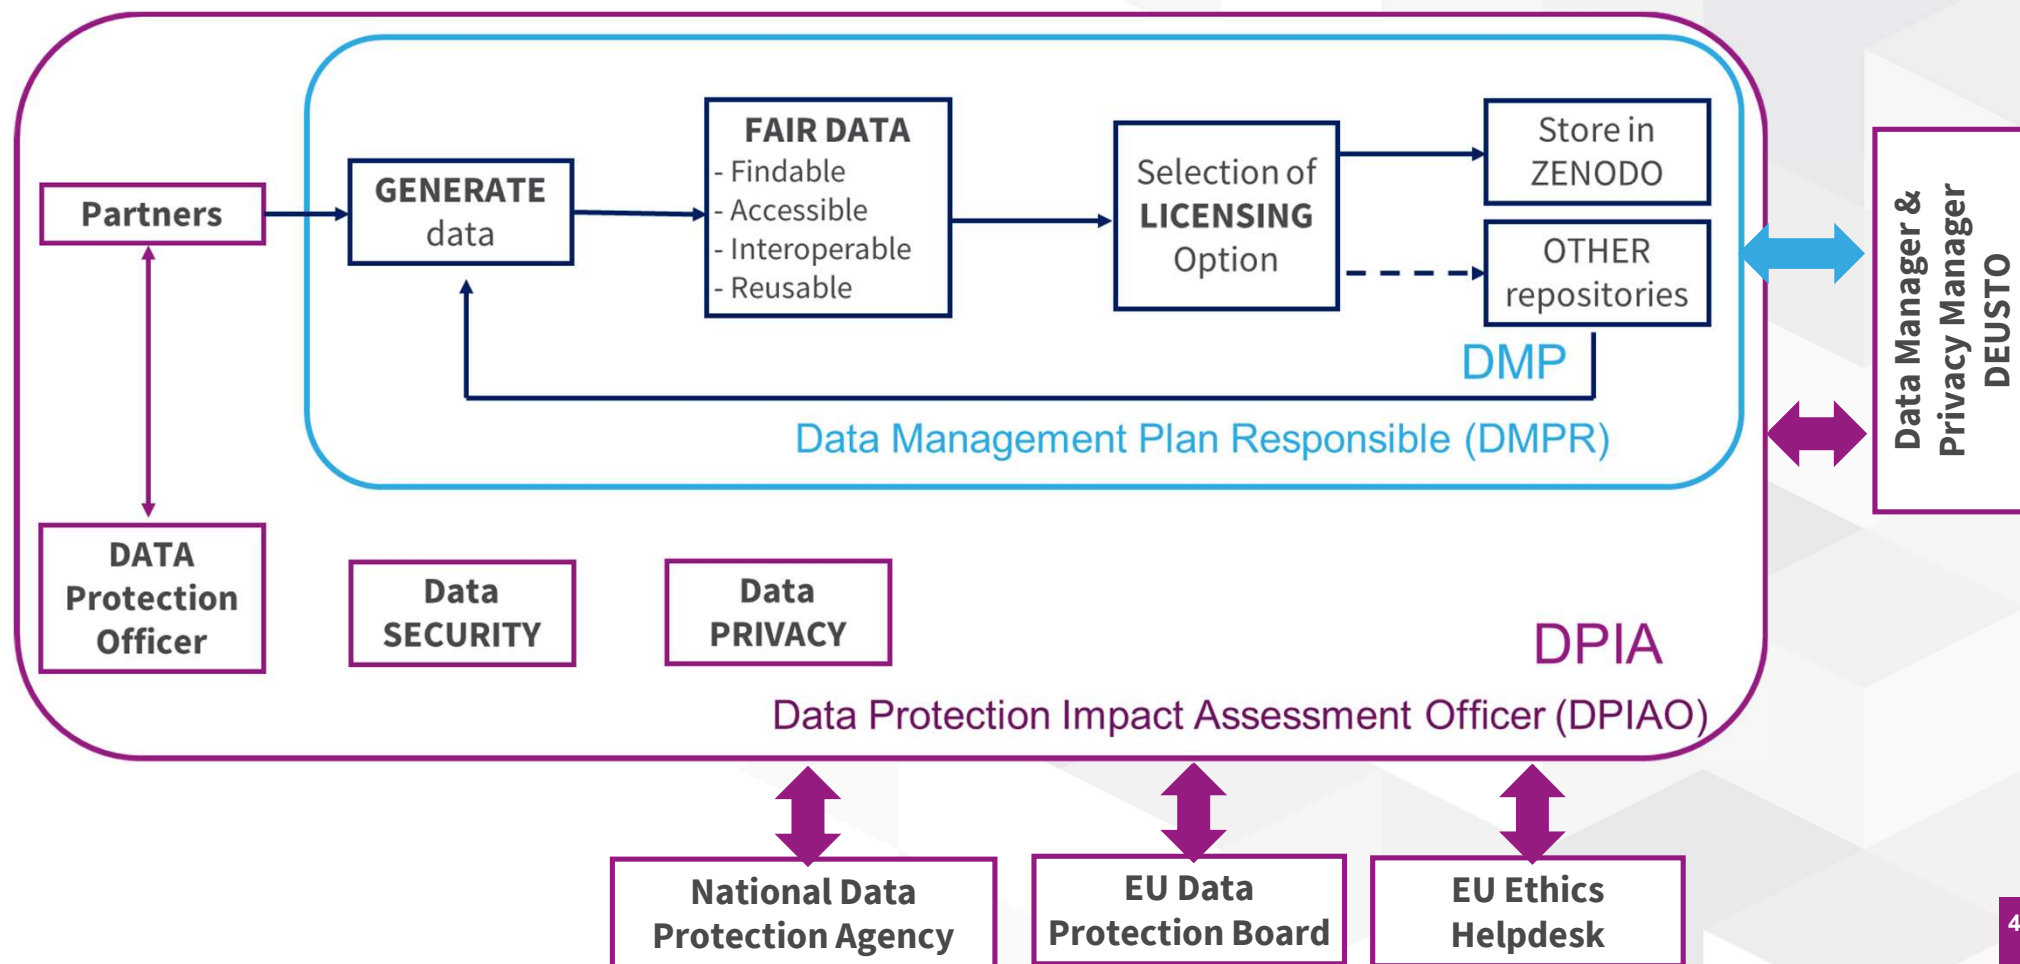 Partners
GENERATE
data
FAIR DATA
- Findable
- Accessible
- Interoperable
- Reusable
Selection of
LICENSING
Option
Store in
ZENODO
OTHER
repositories
DMP
Data Management Plan Responsible (DMPR)
Data Manager &
Privacy Manager
DEUSTO
DATA
Protection
Officer
Data
SECURITY
Data
PRIVACY
DPIA
Data Protection Impact Assessment Officer (DPIAO)
National Data
Protection Agency
EU Data
Protection Board
EU Ethics
Helpdesk
4